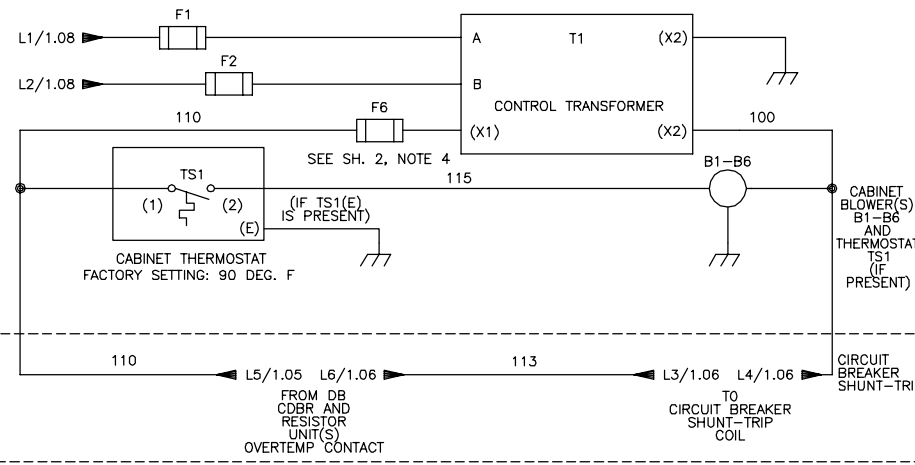 F1
L1/1.08
A
T1
(X2)
F2
L2/1.08
B
CONTROL TRANSFORMER
110
F6
(X1)
(X2)
100
SEE SH. 2, NOTE 4
TS1
(1)
(2)
(E)
115
(IF TS1(E)
IS PRESENT)
B1-B6
CABINET THERMOSTAT
FACTORY SETTING: 90 DEG. F
CABINET
BLOWER(S)
B1-B6
AND
THERMOSTAT
TS1
(IF
PRESENT)
110
L5/1.05
L6/1.06
113
L3/1.06
L4/1.06
FROM DB
CDBR AND
RESISTOR
UNIT(S)
OVERTEMP CONTACT
TO
CIRCUIT BREAKER
SHUNT-TRIP
COIL
CIRCUIT
BREAKER
SHUNT-TRI